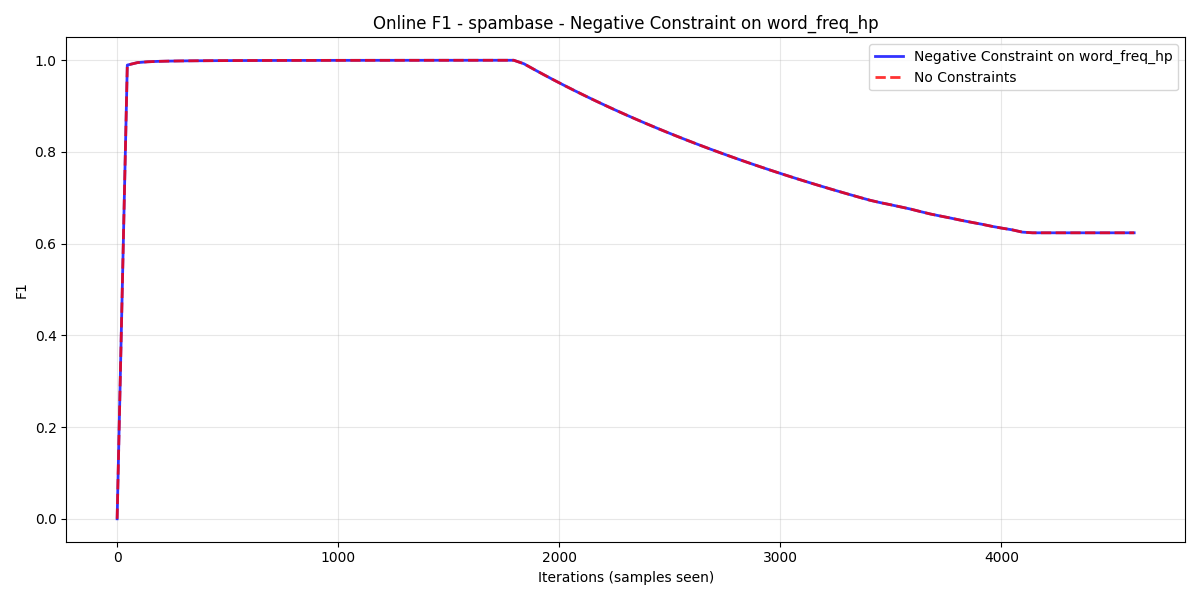 Online F1 - spambase - Negative Constraint on word_freq_hp
Negative Constraint on word_freq_hp
No Constraints
F1
1.0
0.8
0.6
0.4
0.2
0.0
0 1000 2000 3000 4000
Iterations (samples seen)